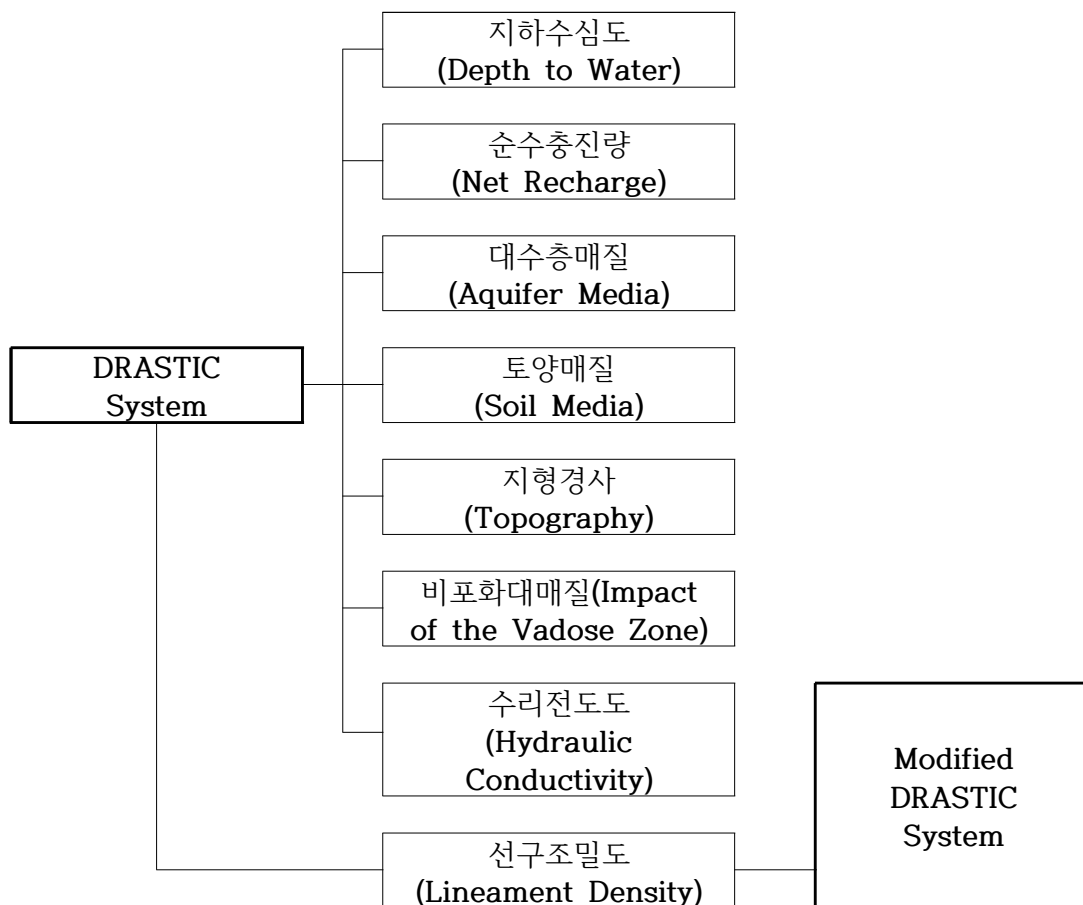 지하수심도
(Depth to Water)
순수충진량
(Net Recharge)
대수층매질
(Aquifer Media)
DRASTIC
System
토양매질
(Soil Media)
지형경사
(Topography)
비포화대매질(Impact
of the Vadose Zone)
수리전도도
(Hydraulic
Conductivity)
선구조밀도
(Lineament Density)
Modified
DRASTIC
System